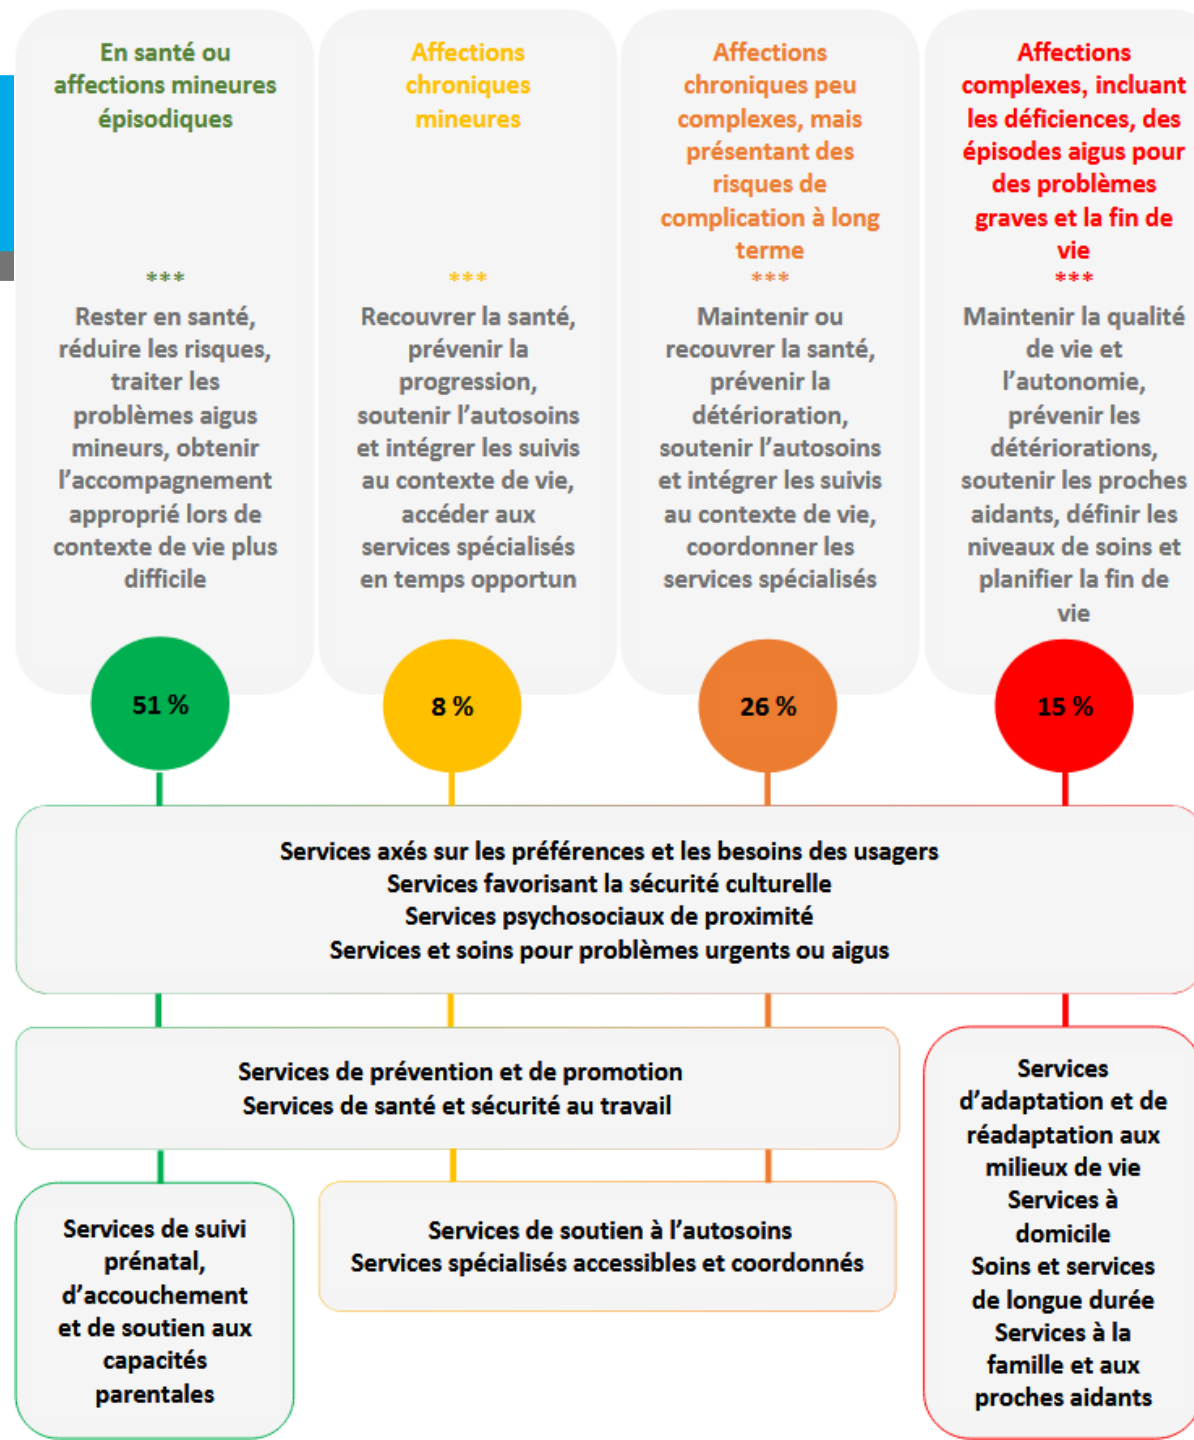 En santé ou
affections mineures
épisodiques
***
Rester en santé,
réduire les risques,
traiter les
problèmes aigus
mineurs, obtenir
l'accompagnement
approprié lors de
contexte de vie plus
difficile
51 %
Affections
chroniques
mineures
***
Recouvrer la santé,
prévenir la
progression,
soutenir l'autosoins
et intégrer les suivis
au contexte de vie,
accéder aux
services spécialisés
en temps opportun
8 %
Affections
chroniques peu
complexes, mais
présentant des
risques de
complication à long
terme
***
Maintenir ou
recouvrer la santé,
prévenir la
détérioration,
soutenir l'autosoins
et intégrer les suivis
au contexte de vie,
coordonner les
services spécialisés
26 %
Affections
complexes, incluant
les déficiences, des
épisodes aigus pour
des problèmes
graves et la fin de
vie
***
Maintenir la qualité
de vie et
l'autonomie,
prévenir les
détériorations,
soutenir les proches
aidants, définir les
niveaux de soins et
planifier la fin de
vie
15 %
Services axés sur les préférences et les besoins des usagers
Services favorisant la sécurité culturelle
Services psychosociaux de proximité
Services et soins pour problèmes urgents ou aigus
Services de prévention et de promotion
Services de santé et sécurité au travail
Services de suivi
prénatal,
d'accouchement
et de soutien aux
capacités
parentales
Services de soutien à l'autosoins
Services spécialisés accessibles et coordonnés
Services
d'adaptation et de
réadaptation aux
milieux de vie
Services à
domicile
Soins et services
de longue durée
Services à la
famille et aux
proches aidants